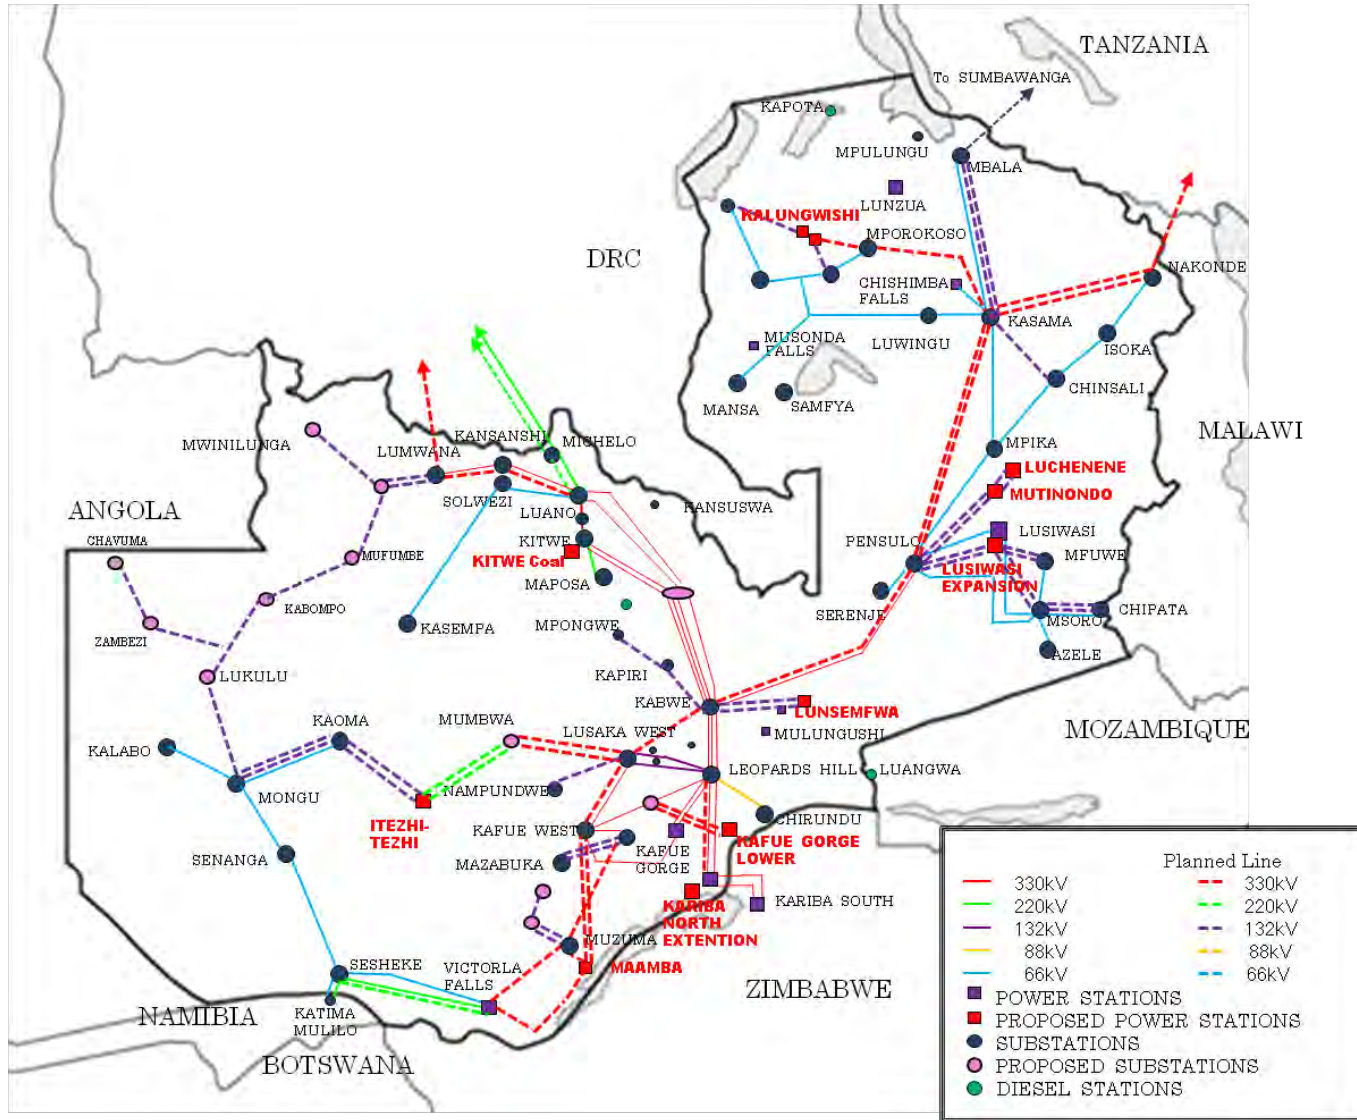 TANZANIA
To SUMBAWANGA
KAPOTA
MPULUNGU
MBALA
LUNZUA
KALUNGWISHI
MPOROKOSO
DRC
NAKONDE
CHISHIMBA
FALLS
KASAMA
MUSONDA
FALLS
LUWINGU
ISOKA
CHINSALI
MANSA
SAMFYA
MALAWI
MWINILUNGA
LUMWANA
KANSANSHI
MICHELO
MPIKA
LUCHENENE
MUTINONDO
ANGOLA
SOLWEZI
LUANO
KANSUSWA
LUSIWASI
CHAVUMA
MUFUMBE
KITWE
KITWE Coal
PENSULO
MFUWE
LUSIWASI
EXPANSION
MAPOSA
KABOMPO
KASEMPA
MPONGWE
SERENJE
MSORO
CHIPATA
ZAMBEZI
AZELE
LUKULU
KAPIRI
KABWE
LUNSEMFWA
MOZAMBIQUE
KAOMA
MUMBWA
LUSAKA WEST
MULUNGUSHI
KALABO
LEOPARDS HILL
LUANGWA
MONGU
NAMPUNDWE
ITEZHI-
TEZHI
KAFUE WEST
CHIRUNDU
KAFUE GORGE
LOWER
SENANGA
MAZABUKA
KAFUE
GORGE
KARIBA SOUTH
KARIBA
NORTH
EXTENTION
MUZUMA
MAAMBA
SESHEKE
VICTORLA
FALLS
ZIMBABWE
NAMIBIA
KATIMA
MULILO
BOTSWANA
Planned Line
330kV 330kV
220kV 220kV
132kV 132kV
88kV 88kV
66kV 66kV
POWER STATIONS
PROPOSED POWER STATIONS
SUBSTATIONS
PROPOSED SUBSTATIONS
DIESEL STATIONS